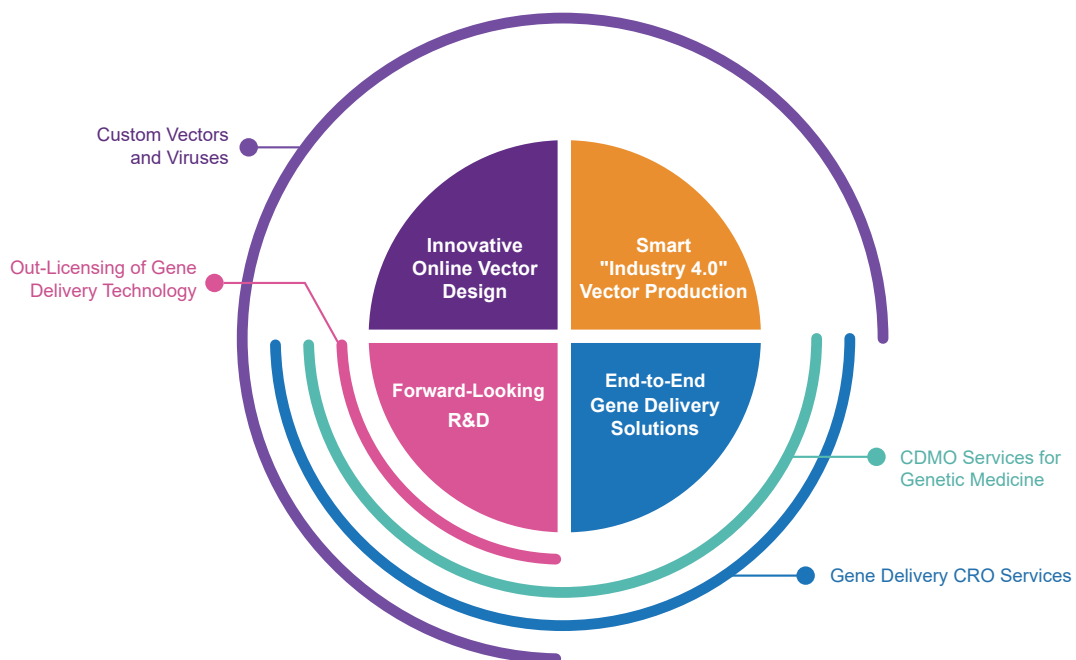 Custom Vectors
and Viruses
Innovative
Online Vector
Design
Smart
"Industry 4.0"
Vector Production
Out-Licensing of Gene
Delivery Technology
Forward-Looking
R&D
End-to-End
Gene Delivery
Solutions
CDMO Services for
Genetic Medicine
Gene Delivery CRO Services